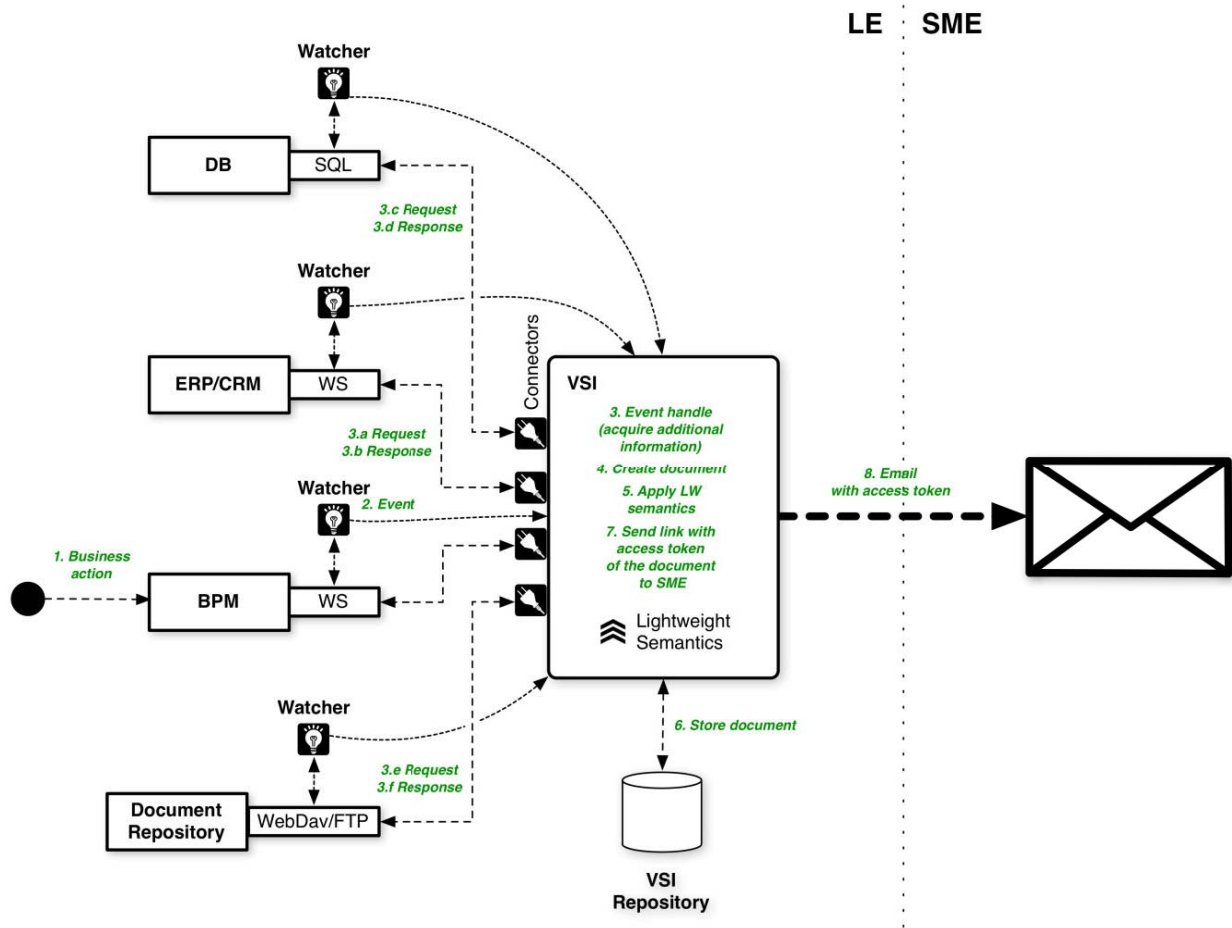 LE
SME
Watcher
DB
SQL
3.c Request
3.d Response
Watcher
ERP/CRM
WS
3.a Request
3.b Response
Connectors
VSI
3. Event handle
(acquire additional
information)
4. Create document
5. Apply LW
semantics
7. Send link with
access token
of the document
to SME
Lightweight
Semantics
8. Email
with access token
Watcher
2. Event
1. Business
action
BPM
WS
Watcher
3.e Request
3.f Response
6. Store document
Document
Repository
WebDav/FTP
VSI
Repository